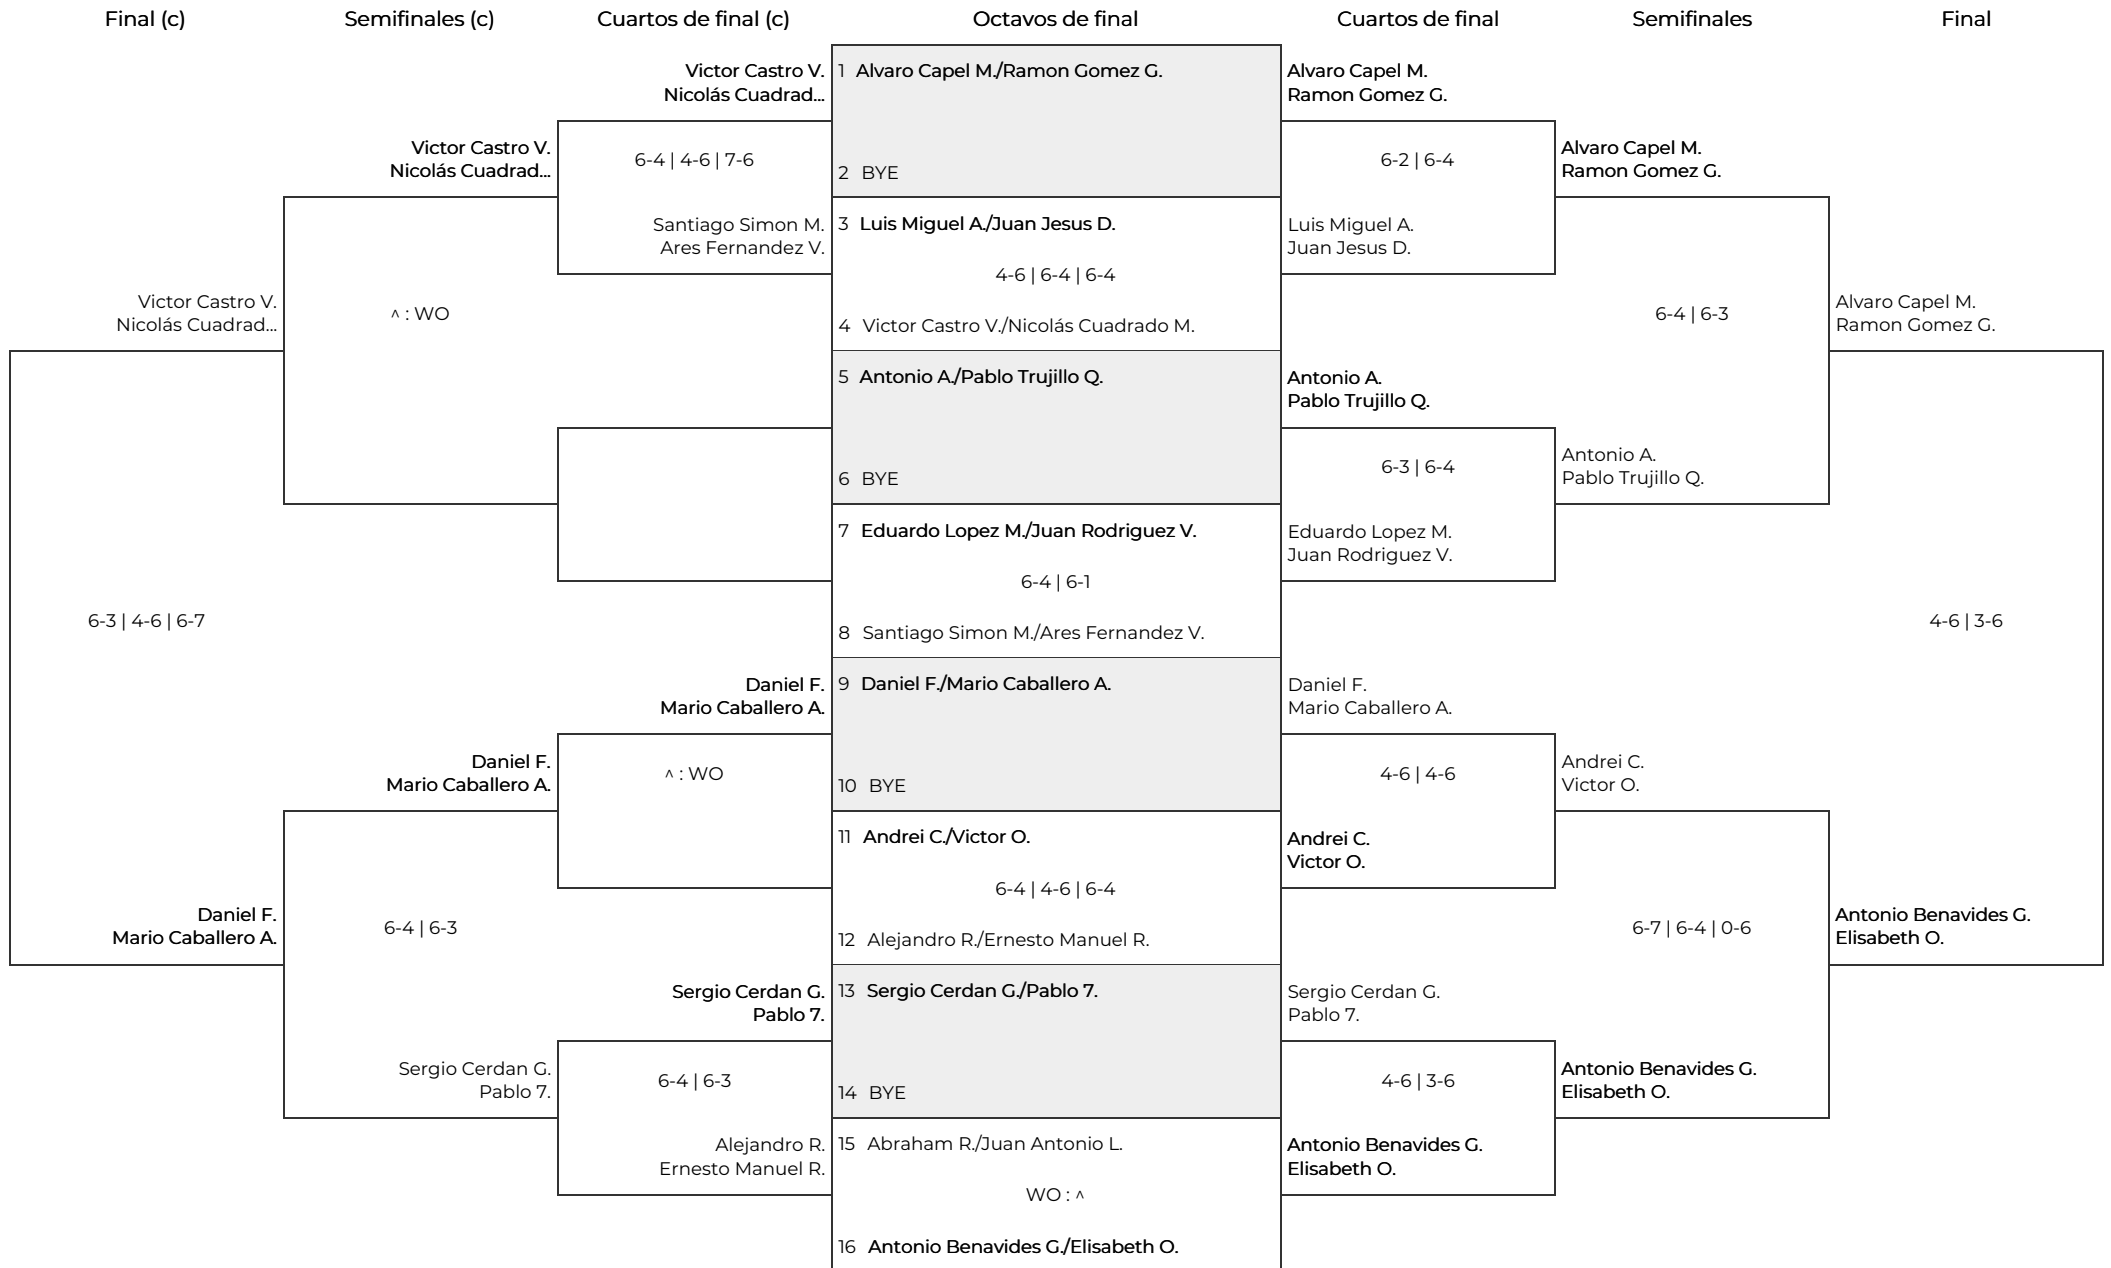 Final (c)
Semifinales (c)
Cuartos de final (c)
Octavos de final
Cuartos de final
Semifinales
Final
Victor Castro V.
Nicolás Cuadrad...
6-3 | 4-6 | 6-7
Daniel F.
Mario Caballero A.
Victor Castro V.
Nicolás Cuadrad...
^ : WO
Daniel F.
Mario Caballero A.
6-4 | 6-3
Sergio Cerdan G.
Pablo 7.
Victor Castro V.
Nicolás Cuadrad...
6-4 | 4-6 | 7-6
Santiago Simon M.
Ares Fernandez V.
Daniel F.
Mario Caballero A.
^ : WO
Sergio Cerdan G.
Pablo 7.
6-4 | 6-3
Alejandro R.
Ernesto Manuel R.
1 Alvaro Capel M./Ramon Gomez G.
2 BYE
3 Luis Miguel A./Juan Jesus D.
4-6 | 6-4 | 6-4
4 Victor Castro V./Nicolás Cuadrado M.
5 Antonio A./Pablo Trujillo Q.
6 BYE
7 Eduardo Lopez M./Juan Rodriguez V.
6-4 | 6-1
8 Santiago Simon M./Ares Fernandez V.
9 Daniel F./Mario Caballero A.
10 BYE
11 Andrei C./Victor O.
6-4 | 4-6 | 6-4
12 Alejandro R./Ernesto Manuel R.
13 Sergio Cerdan G./Pablo 7.
14 BYE
15 Abraham R./Juan Antonio L.
WO : ^
16 Antonio Benavides G./Elisabeth O.
Alvaro Capel M.
Ramon Gomez G.
6-2 | 6-4
Luis Miguel A.
Juan Jesus D.
Antonio A.
Pablo Trujillo Q.
6-3 | 6-4
Eduardo Lopez M.
Juan Rodriguez V.
Daniel F.
Mario Caballero A.
4-6 | 4-6
Andrei C.
Victor O.
Sergio Cerdan G.
Pablo 7.
4-6 | 3-6
Antonio Benavides G.
Elisabeth O.
Alvaro Capel M.
Ramon Gomez G.
6-4 | 6-3
Antonio A.
Pablo Trujillo Q.
Andrei C.
Victor O.
6-7 | 6-4 | 0-6
Antonio Benavides G.
Elisabeth O.
Alvaro Capel M.
Ramon Gomez G.
4-6 | 3-6
Antonio Benavides G.
Elisabeth O.